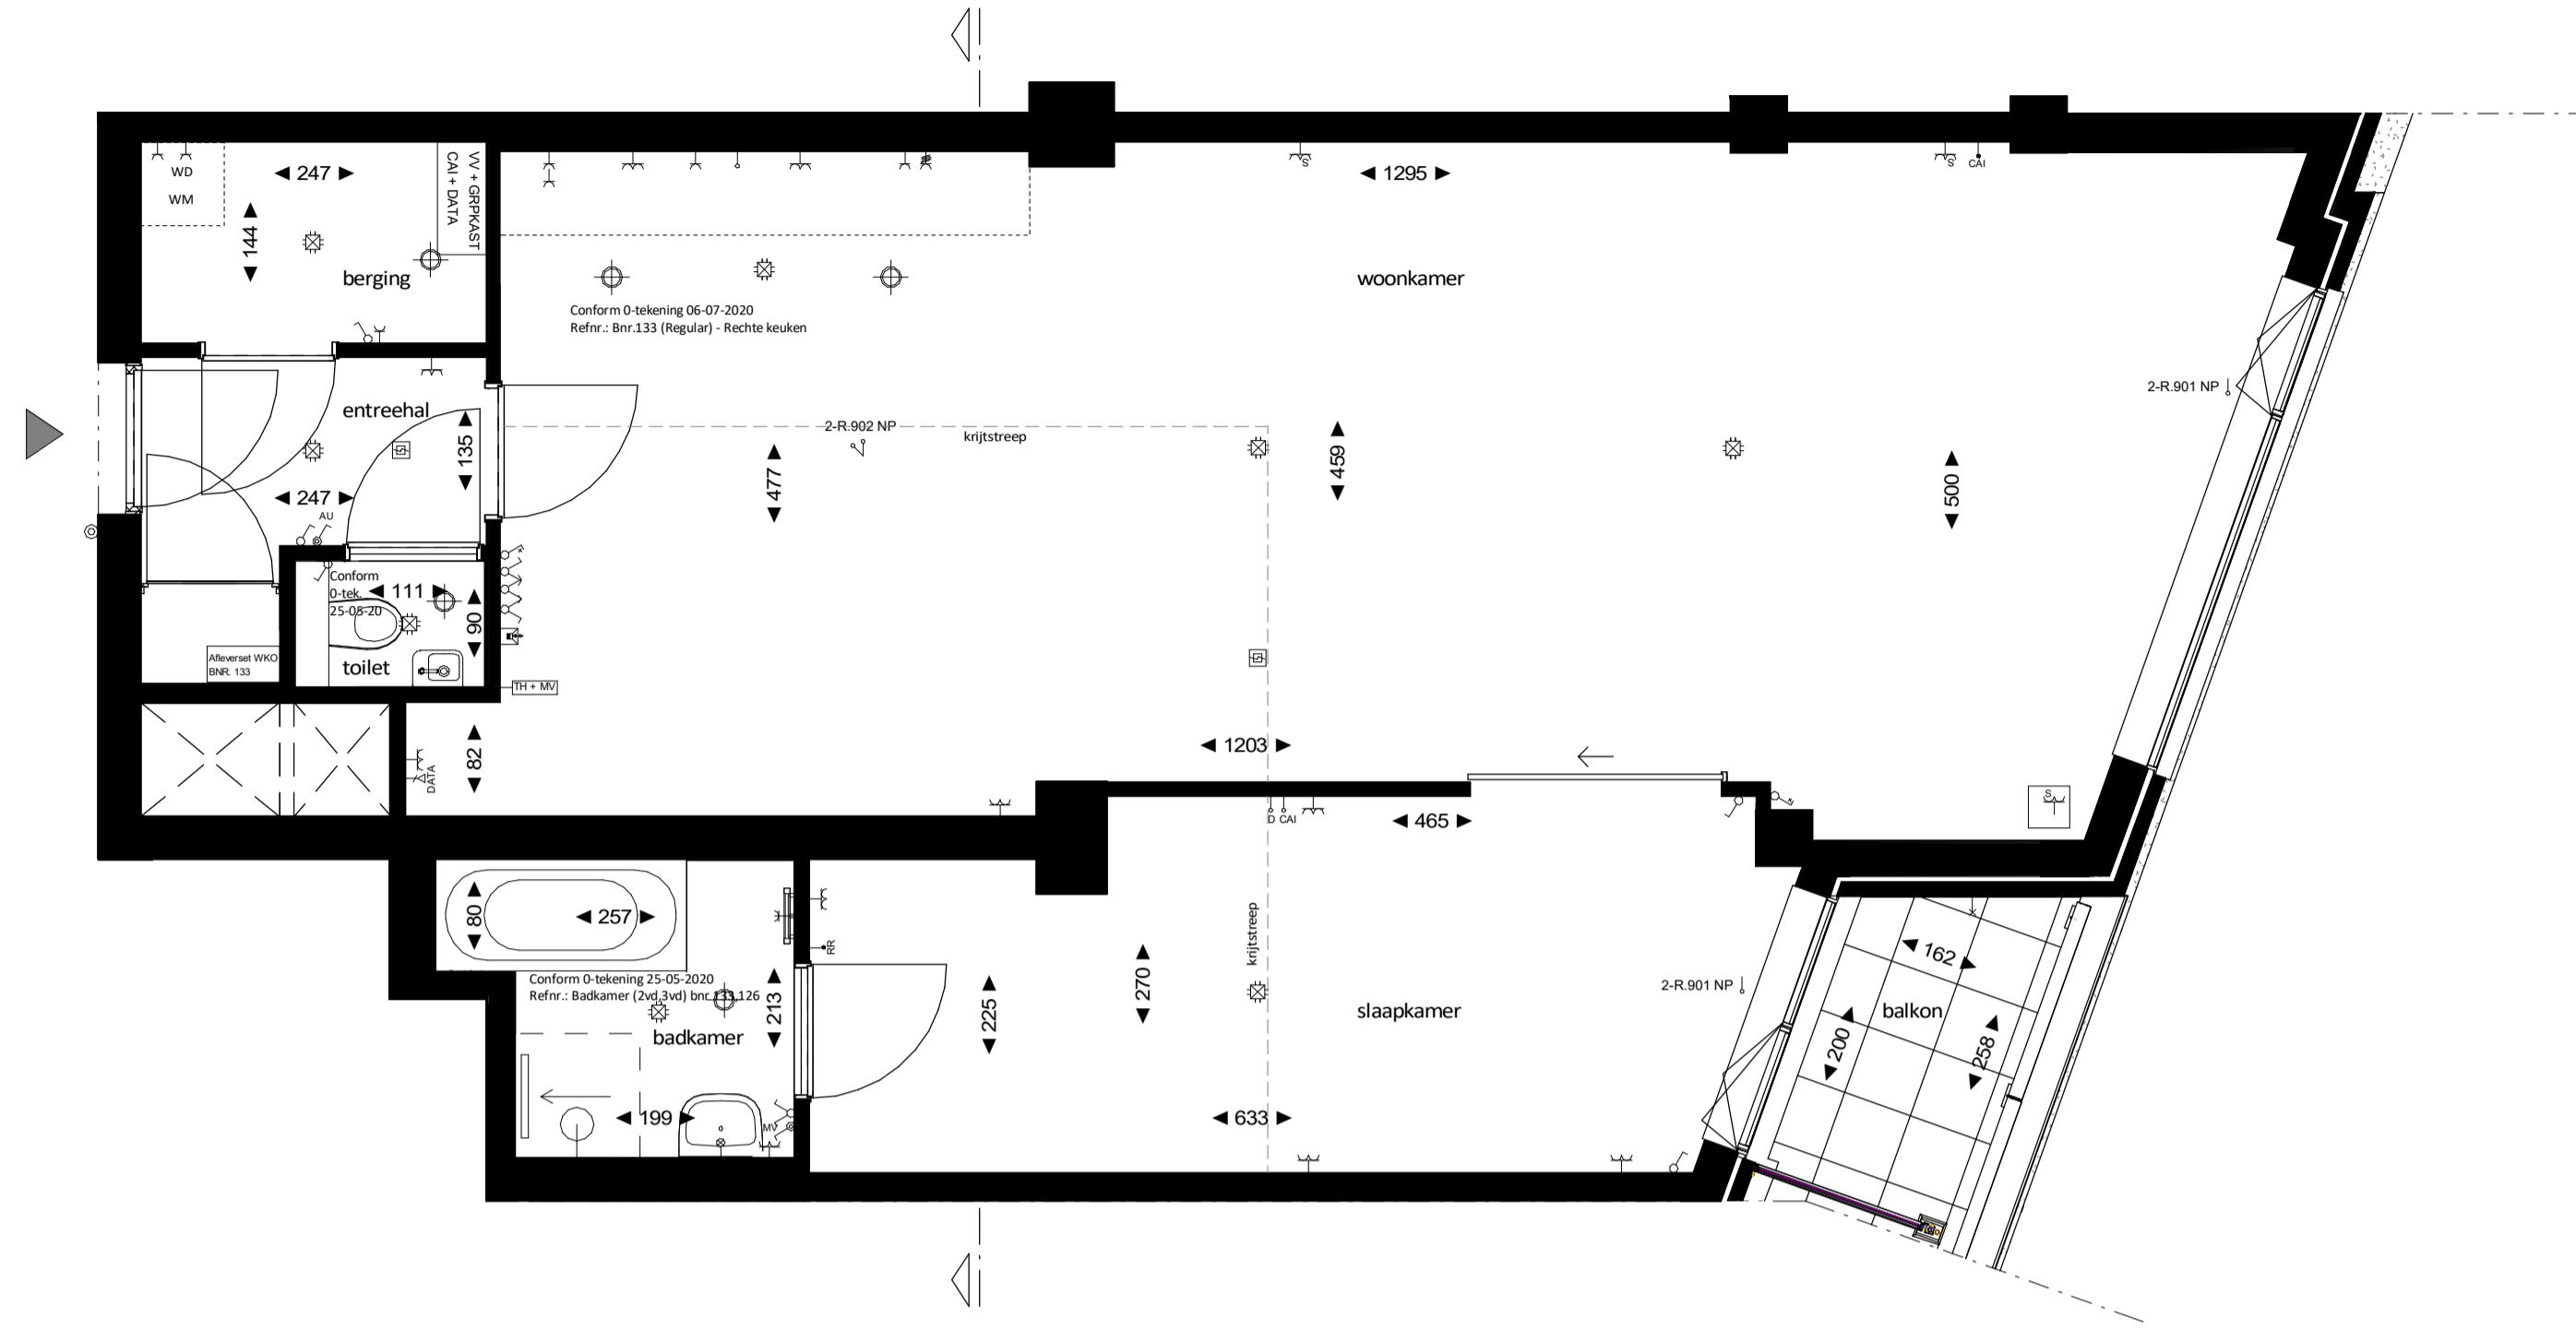 WD
WM
247
144
VV + GRPKAST
CAI + DATA
berging
S
1295
S
CAI
woonkamer
Conform 0-tekening 06-07-2020
Refnr.: Bnr.133 (Regular) - Rechte keuken
2-R.901 NP
entreehal
135
2-R.902 NP
krijtstreep
477
459
500
247
AU
Conform
0-tek.
25-05-20
111
90
toilet
Afleverset WKO
BNR. 133
TH + MV
82
DATA
1203
S
D CAI
465
80
257
RR
krijtstreep
Conform 0-tekening 25-05-2020
Refnr.: Badkamer (2vd,3vd) bnr.133,126
213
225
270
badkamer
slaapkamer
2-R.901 NP
162
balkon
200
258
199
MV
633